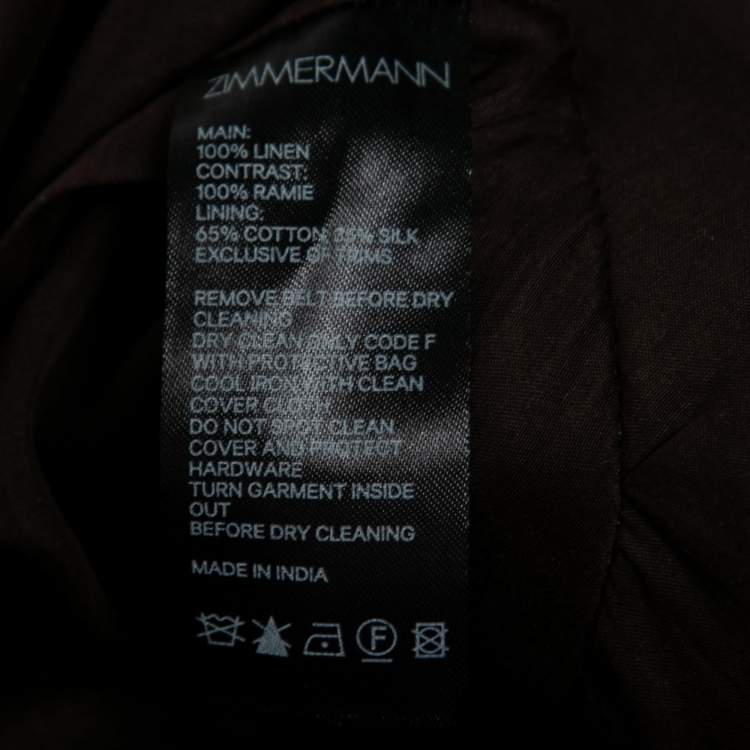 ZIMMERMANN
MAIN:
100% LINEN
CONTRAST:
100% RAMIE
LINING:
65% COTTON 35% SILK
EXCLUSIVE OF TRIMS
REMOVE BELT BEFORE DRY
CLEANING
DRY CLEAN ONLY CODE F
WITH PROTECTIVE BAG
COOL IRON WITH CLEAN
COVER CLOTH
DO NOT SPOT CLEAN
COVER AND PROTECT
HARDWARE
TURN GARMENT INSIDE
OUT
BEFORE DRY CLEANING
MADE IN INDIA
F